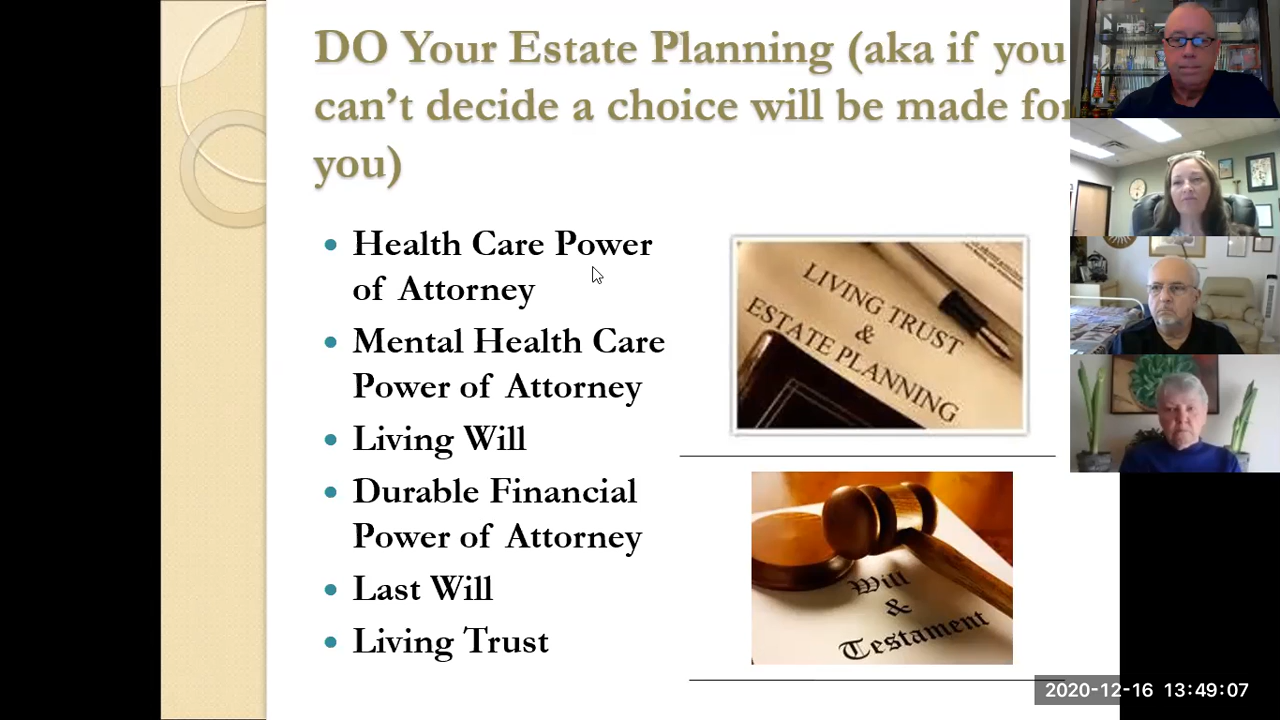 DO Your Estate Planning (aka if you
can't decide a choice will be made for
you)
• Health Care Power
of Attorney
• Mental Health Care
Power of Attorney
• Living Will
• Durable Financial
Power of Attorney
• Last Will
• Living Trust
LIVING TRUST
&
ESTATE PLANNING
Will
&
Testament
2020-12-16 13:49:07